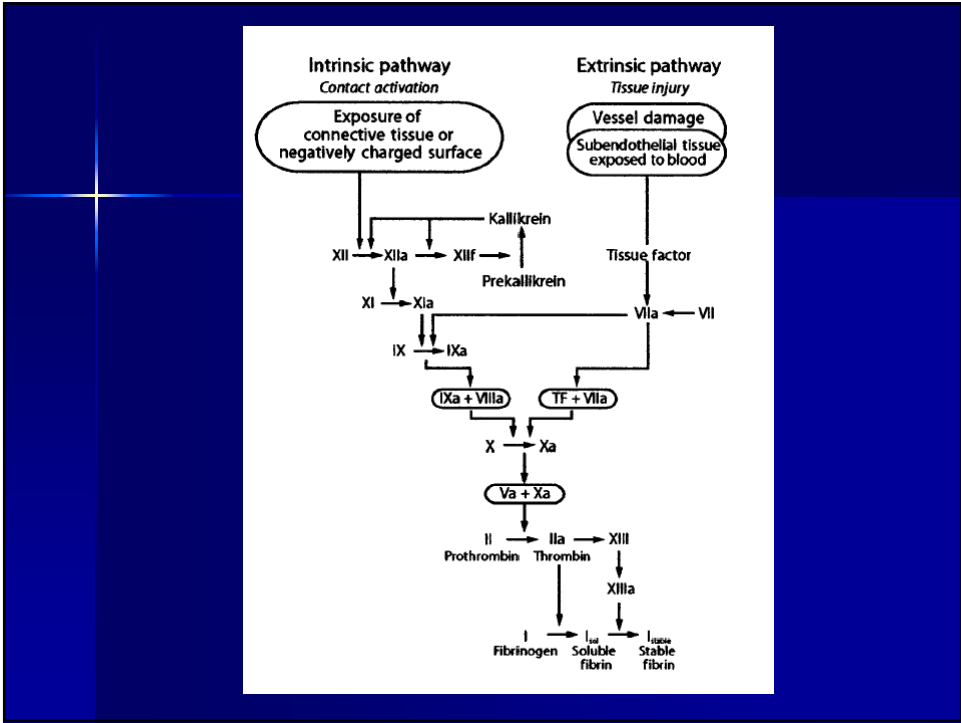 Intrinsic pathway
Contact activation
Exposure of
connective tissue or
negatively charged surface
Extrinsic pathway
Tissue injury
Vessel damage
Subendothelial tissue
exposed to blood
Kallikrein
XII XIIa XIIf
Prekallikrein
Tissue factor
XI XIa
VIIa VII
IX IXa
IXa + VIIIa
TF + VIIa
X Xa
Va + Xa
II IIa XIII
Prothrombin Thrombin
XIIIa
I Isol Istable
Fibrinogen Soluble Stable
fibrin fibrin